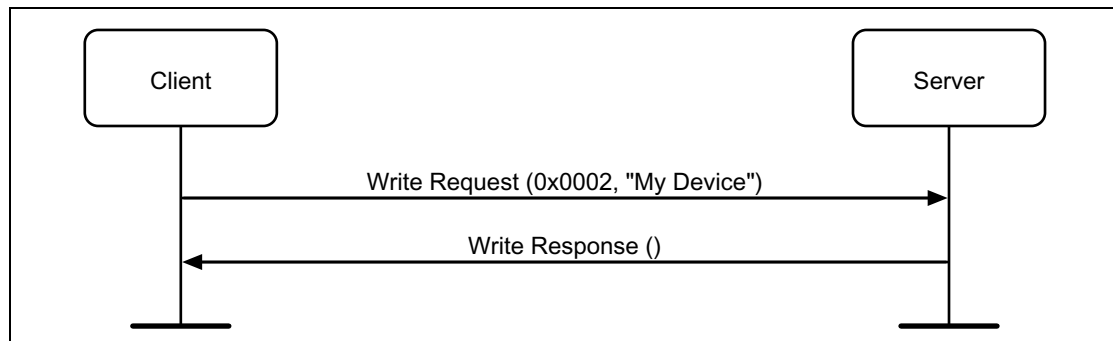 Client
Server
Write Request (0x0002, "My Device")
Write Response ()